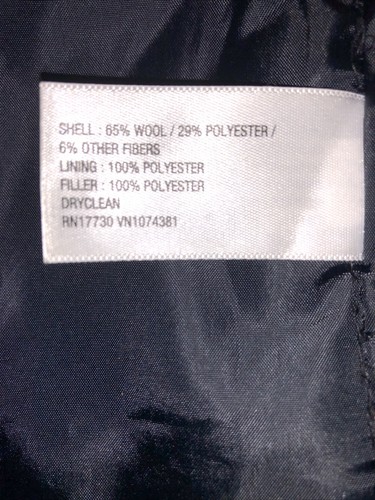 SHELL : 65% WOOL / 29% POLYESTER /
6% OTHER FIBERS
LINING : 100% POLYESTER
FILLER : 100% POLYESTER
DRYCLEAN
RN17730 VN1074381